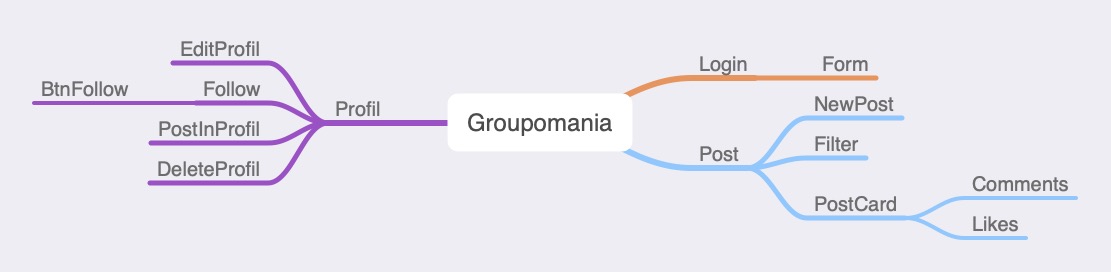 Groupomania
Profil
EditProfil
Follow
BtnFollow
PostInProfil
DeleteProfil
Login
Form
Post
NewPost
Filter
PostCard
Comments
Likes